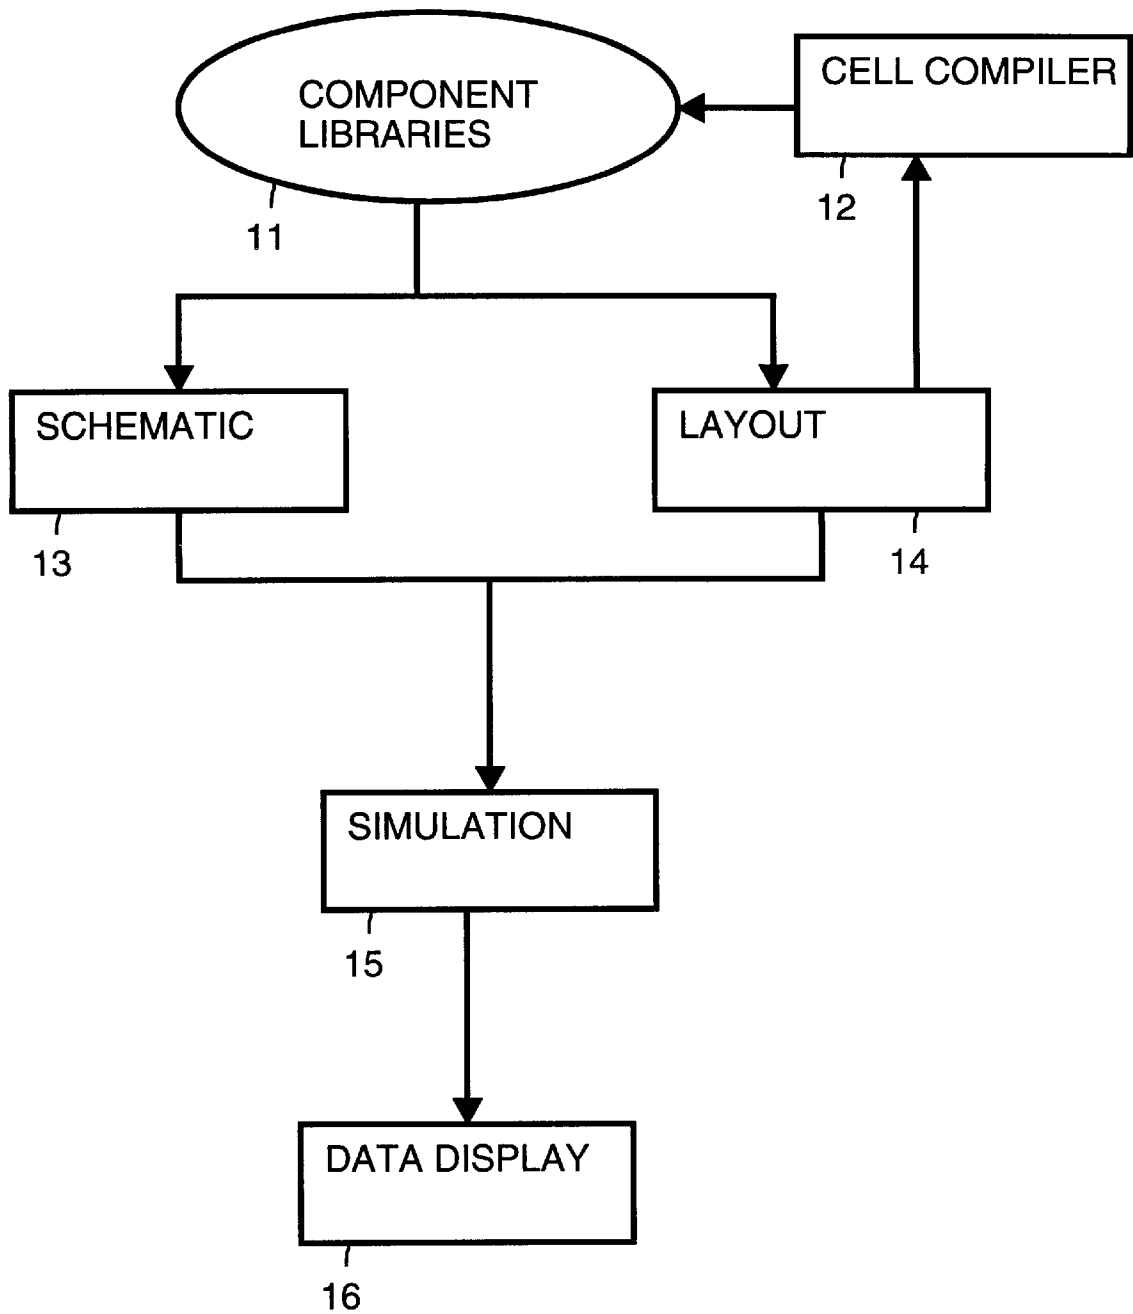 COMPONENT
LIBRARIES
CELL COMPILER
11
12
SCHEMATIC
LAYOUT
13
14
SIMULATION
15
DATA DISPLAY
16